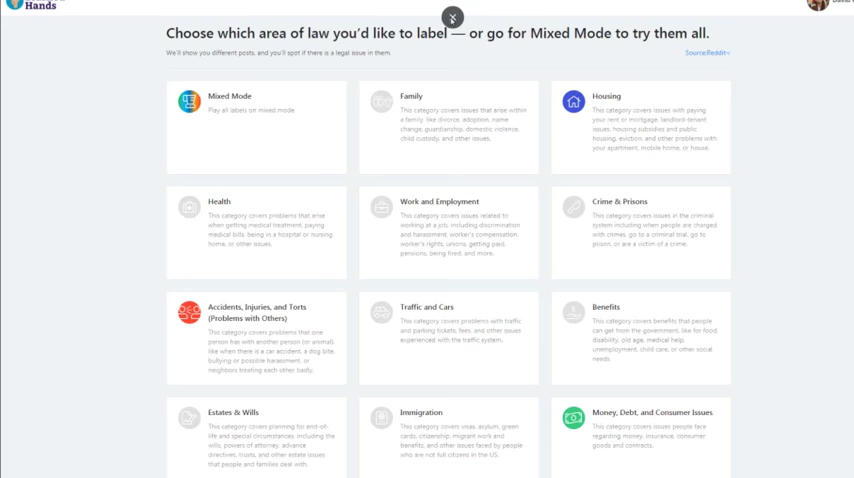 Hands
Choose which area of law you'd like to label — or go for Mixed Mode to try them all.
We'll show you different posts, and you'll spot if there is a legal issue in them.
Source:Reddit
Mixed Mode
Play all labels on mixed mode
Family
This category covers issues that arise within
a family, like divorce, adoption, name
change, guardianship, domestic violence,
child custody, and other issues.
Housing
This category covers issues with paying
your rent or mortgage, landlord-tenant
issues, housing subsidies and public
housing, eviction, and other problems with
your apartment, mobile home, or house.
Health
This category covers problems that arise
when getting medical treatment, paying
medical bills, being in a hospital or nursing
home, or other issues.
Work and Employment
This category covers issues related to
working at a job, including discrimination
and harassment, worker's compensation,
worker's rights, unions, getting paid,
pensions, being fired, and more.
Crime & Prisons
This category covers issues in the criminal
system including when people are charged
with crimes, go to a criminal trial, go to
prison, or are a victim of a crime.
Accidents, Injuries, and Torts
(Problems with Others)
This category covers problems that one
person has with another person (or animal),
like when there is a car accident, a dog bite,
bullying or possible harassment, or
neighbors treating each other badly.
Traffic and Cars
This category covers problems with traffic
and parking tickets, fees, and other issues
experienced with the traffic system.
Benefits
This category covers benefits that people
can get from the government, like for food,
disability, old age, medical help,
unemployment, child care, or other social
needs.
Estates & Wills
This category covers planning for end-of-
life and special circumstances, including the
wills, powers of attorney, advance
directives, trusts, and other estate issues
that people and families deal with.
Immigration
This category covers visas, asylum, green
cards, citizenship, migrant work and
benefits, and other issues faced by people
who are not full citizens in the US.
Money, Debt, and Consumer Issues
This category covers issues people face
regarding money, insurance, consumer
goods and contracts.